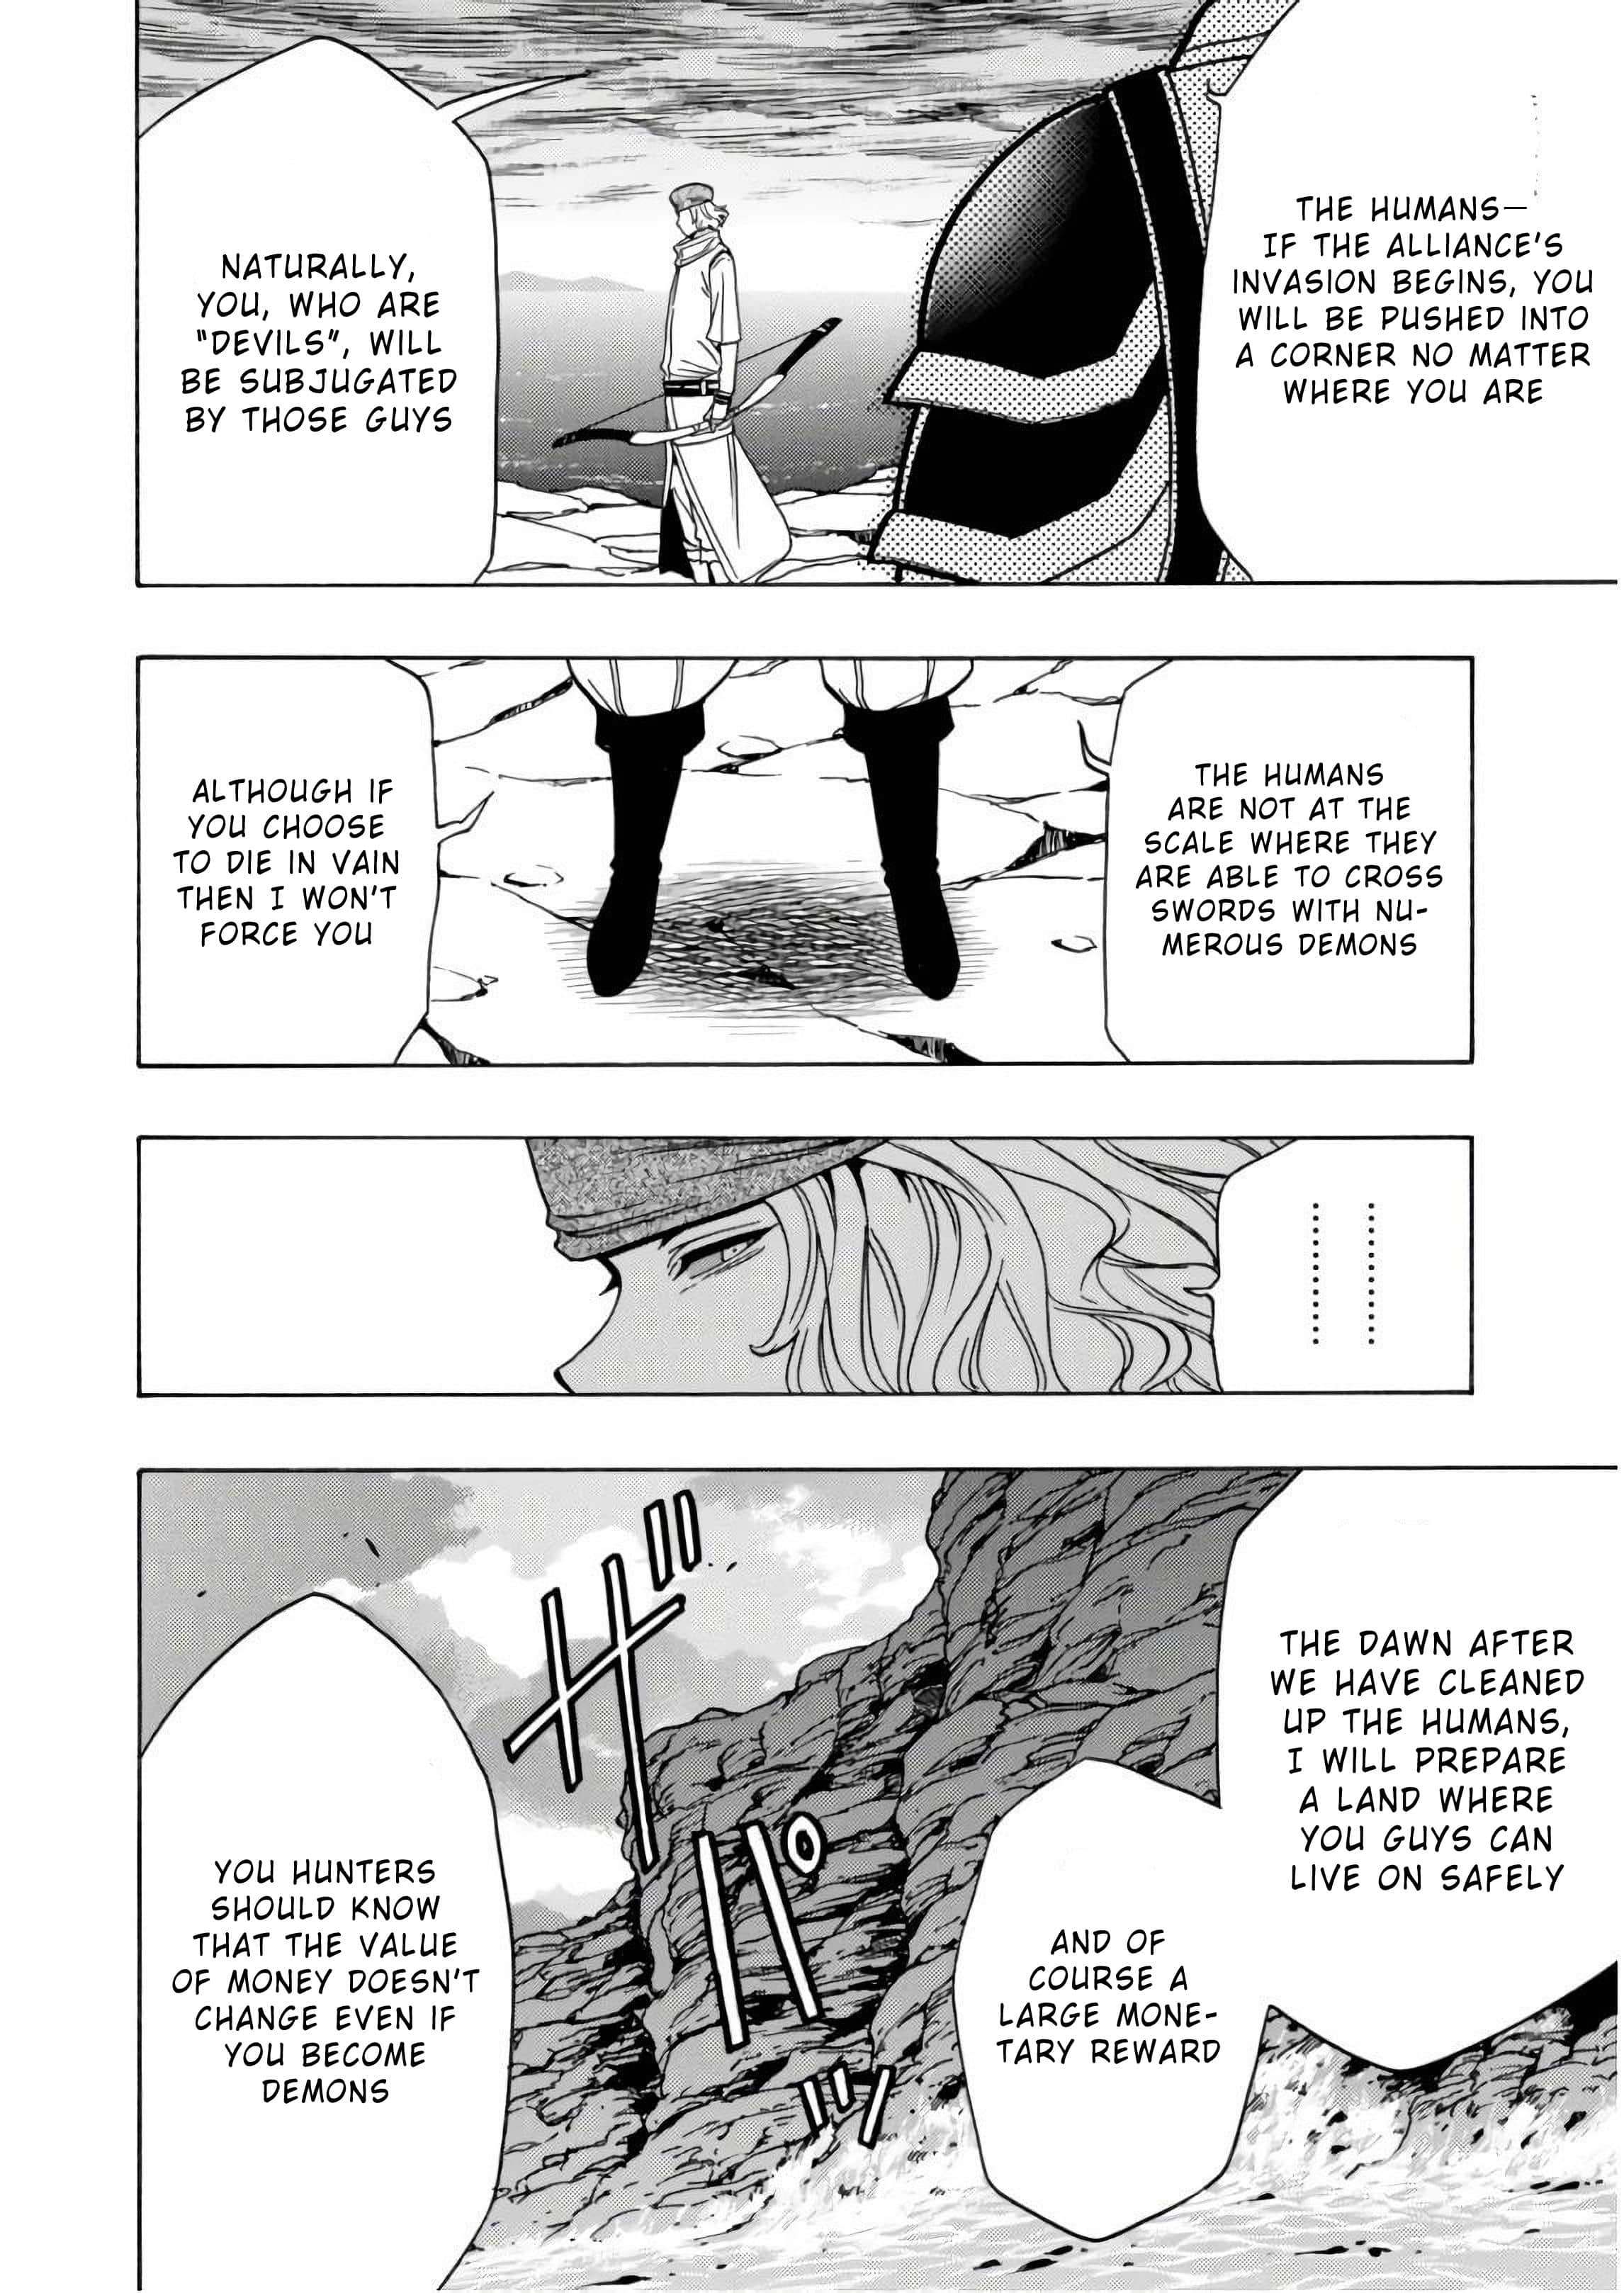 THE HUMANS—
IF THE ALLIANCE'S
INVASION BEGINS, YOU
WILL BE PUSHED INTO
A CORNER NO MATTER
WHERE YOU ARE
NATURALLY,
YOU, WHO ARE
"DEVILS", WILL
BE SUBJUGATED
BY THOSE GUYS
THE HUMANS
ARE NOT AT THE
SCALE WHERE THEY
ARE ABLE TO CROSS
SWORDS WITH NU-
MEROUS DEMONS
ALTHOUGH IF
YOU CHOOSE
TO DIE IN VAIN
THEN I WON'T
FORCE YOU
…………
THE DAWN AFTER
WE HAVE CLEANED
UP THE HUMANS,
I WILL PREPARE
A LAND WHERE
YOU GUYS CAN
LIVE ON SAFELY
AND OF
COURSE A
LARGE MONE-
TARY REWARD
ザパッ
YOU HUNTERS
SHOULD KNOW
THAT THE VALUE
OF MONEY DOESN'T
CHANGE EVEN IF
YOU BECOME
DEMONS